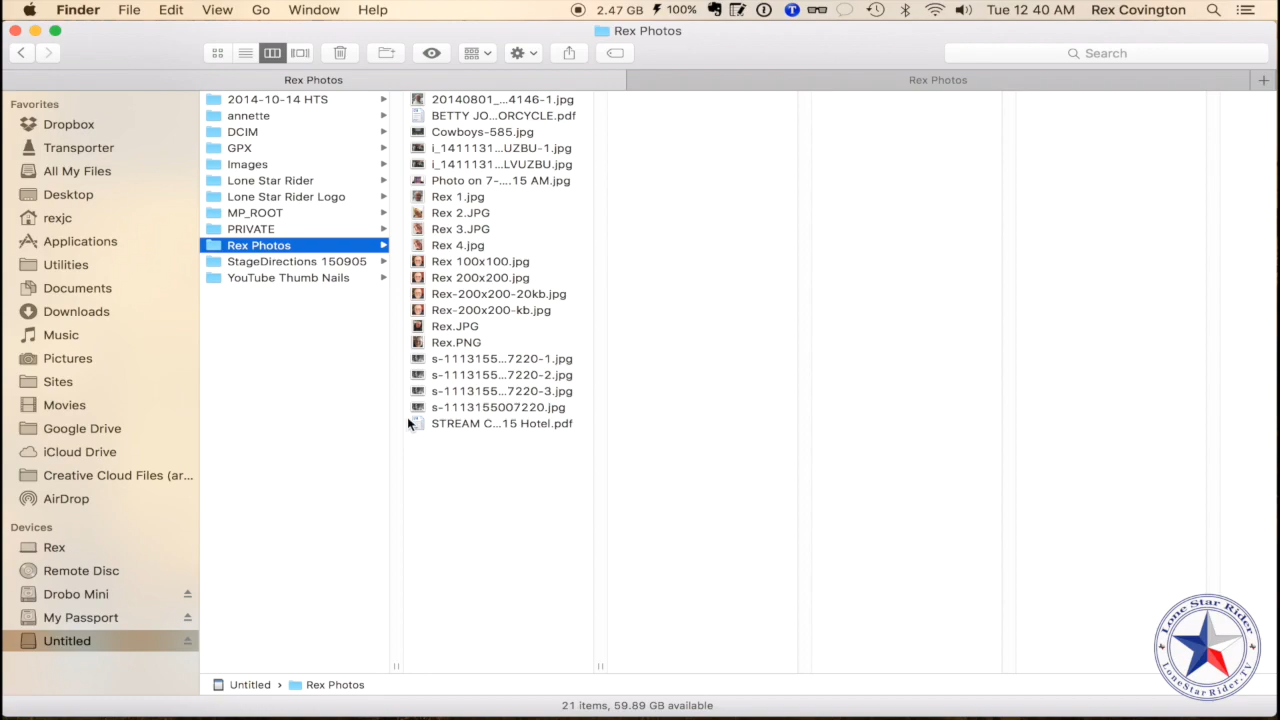 Finder File Edit View Go Window Help 2.47 GB 100% Tue 12:40 AM Rex Covington
Rex Photos
Search
Rex Photos Rex Photos
Favorites
Dropbox
Transporter
All My Files
Desktop
rexjc
Applications
Utilities
Documents
Downloads
Music
Pictures
Sites
Movies
Google Drive
iCloud Drive
Creative Cloud Files (ar...
AirDrop
Devices
Rex
Remote Disc
Drobo Mini
My Passport
Untitled
2014-10-14 HTS
annette
DCIM
GPX
Images
Lone Star Rider
Lone Star Rider Logo
MP_ROOT
PRIVATE
Rex Photos
StageDirections 150905
YouTube Thumb Nails
20140801_...4146-1.jpg
BETTY JO...ORCYCLE.pdf
Cowboys-585.jpg
i_1411131...UZBU-1.jpg
i_1411131...LVUZBU.jpg
Photo on 7-....15 AM.jpg
Rex 1.jpg
Rex 2.JPG
Rex 3.JPG
Rex 4.jpg
Rex 100x100.jpg
Rex 200x200.jpg
Rex-200x200-20kb.jpg
Rex-200x200-kb.jpg
Rex.JPG
Rex.PNG
s-1113155...7220-1.jpg
s-1113155...7220-2.jpg
s-1113155...7220-3.jpg
s-1113155007220.jpg
STREAM C...15 Hotel.pdf
Lone Star Rider
LoneStarRider.TV
Untitled › Rex Photos
21 items, 59.89 GB available